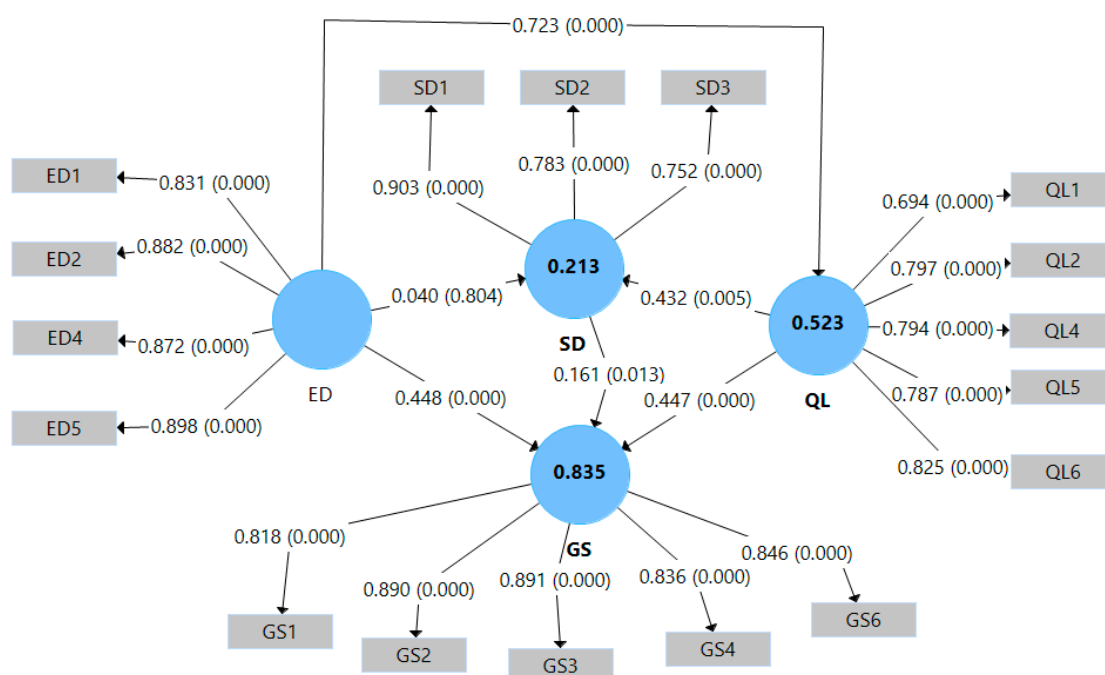 0.723 (0.000)
SD1
SD2
SD3
ED1
0.831 (0.000)
0.903 (0.000)
0.783 (0.000)
0.752 (0.000)
0.694 (0.000)
QL1
ED2
0.882 (0.000)
0.797 (0.000)
QL2
0.213
0.040 (0.804)
0.432 (0.005)
0.523
0.794 (0.000)
QL4
ED4
0.872 (0.000)
SD
ED
QL
0.161 (0.013)
0.787 (0.000)
QL5
0.448 (0.000)
0.447 (0.000)
ED5
0.898 (0.000)
0.825 (0.000)
QL6
0.835
GS
0.818 (0.000)
0.890 (0.000)
0.891 (0.000)
0.836 (0.000)
0.846 (0.000)
GS1
GS2
GS3
GS4
GS6